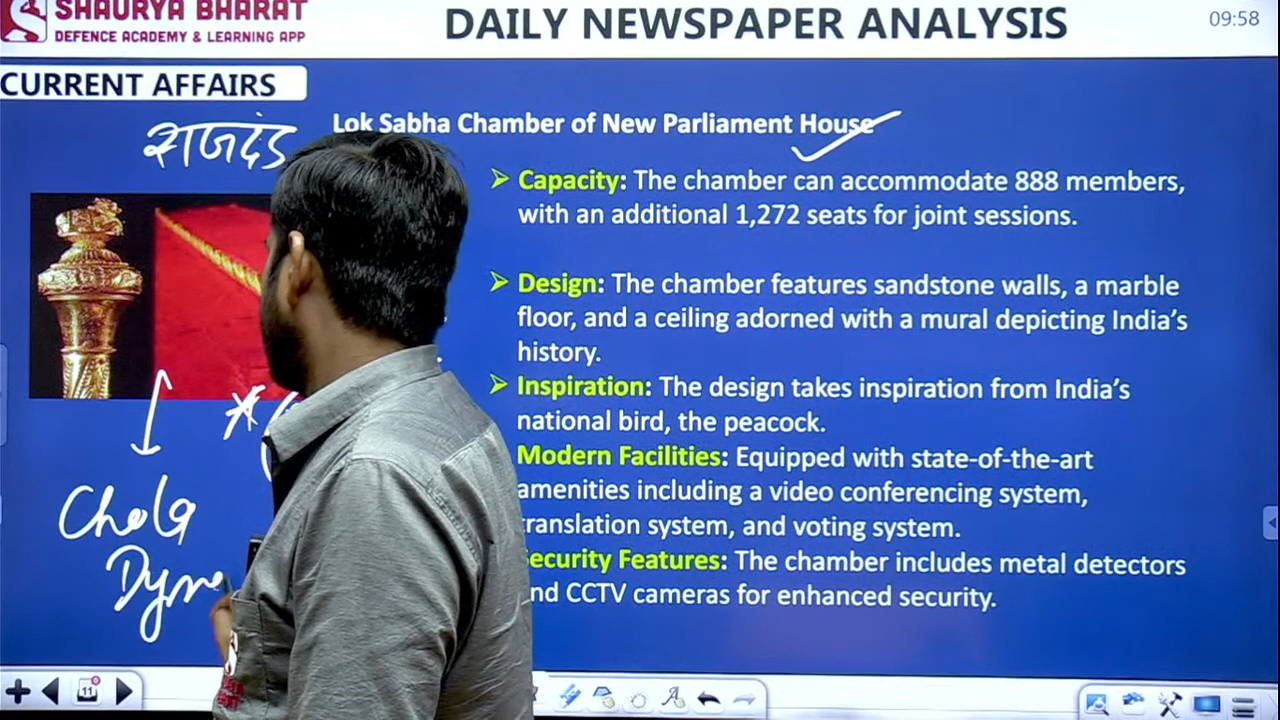 SHAURYA BHARAT
DEFENCE ACADEMY & LEARNING APP
DAILY NEWSPAPER ANALYSIS
09:58
CURRENT AFFAIRS
राजदंड
Lok Sabha Chamber of New Parliament House
Capacity: The chamber can accommodate 888 members,
with an additional 1,272 seats for joint sessions.
Design: The chamber features sandstone walls, a marble
floor, and a ceiling adorned with a mural depicting India's
history.
Inspiration: The design takes inspiration from India's
national bird, the peacock.
Modern Facilities: Equipped with state-of-the-art
amenities including a video conferencing system,
translation system, and voting system.
Security Features: The chamber includes metal detectors
and CCTV cameras for enhanced security.
Chola
11